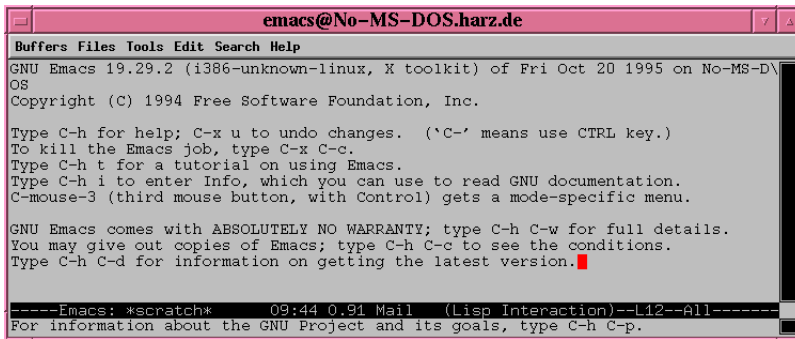 emacs@No-MS-DOS.harz.de
Buffers Files Tools Edit Search Help
GNU Emacs 19.29.2 (i386-unknown-linux, X toolkit) of Fri Oct 20 1995 on No-MS-D\
OS
Copyright (C) 1994 Free Software Foundation, Inc.
Type C-h for help; C-x u to undo changes.  (`C-' means use CTRL key.)
To kill the Emacs job, type C-x C-c.
Type C-h t for a tutorial on using Emacs.
Type C-h i to enter Info, which you can use to read GNU documentation.
C-mouse-3 (third mouse button, with Control) gets a mode-specific menu.
GNU Emacs comes with ABSOLUTELY NO WARRANTY; type C-h C-w for full details.
You may give out copies of Emacs; type C-h C-c to see the conditions.
Type C-h C-d for information on getting the latest version.
-----Emacs: *scratch*      09:44 0.91 Mail   (Lisp Interaction)--L12--All-------
For information about the GNU Project and its goals, type C-h C-p.